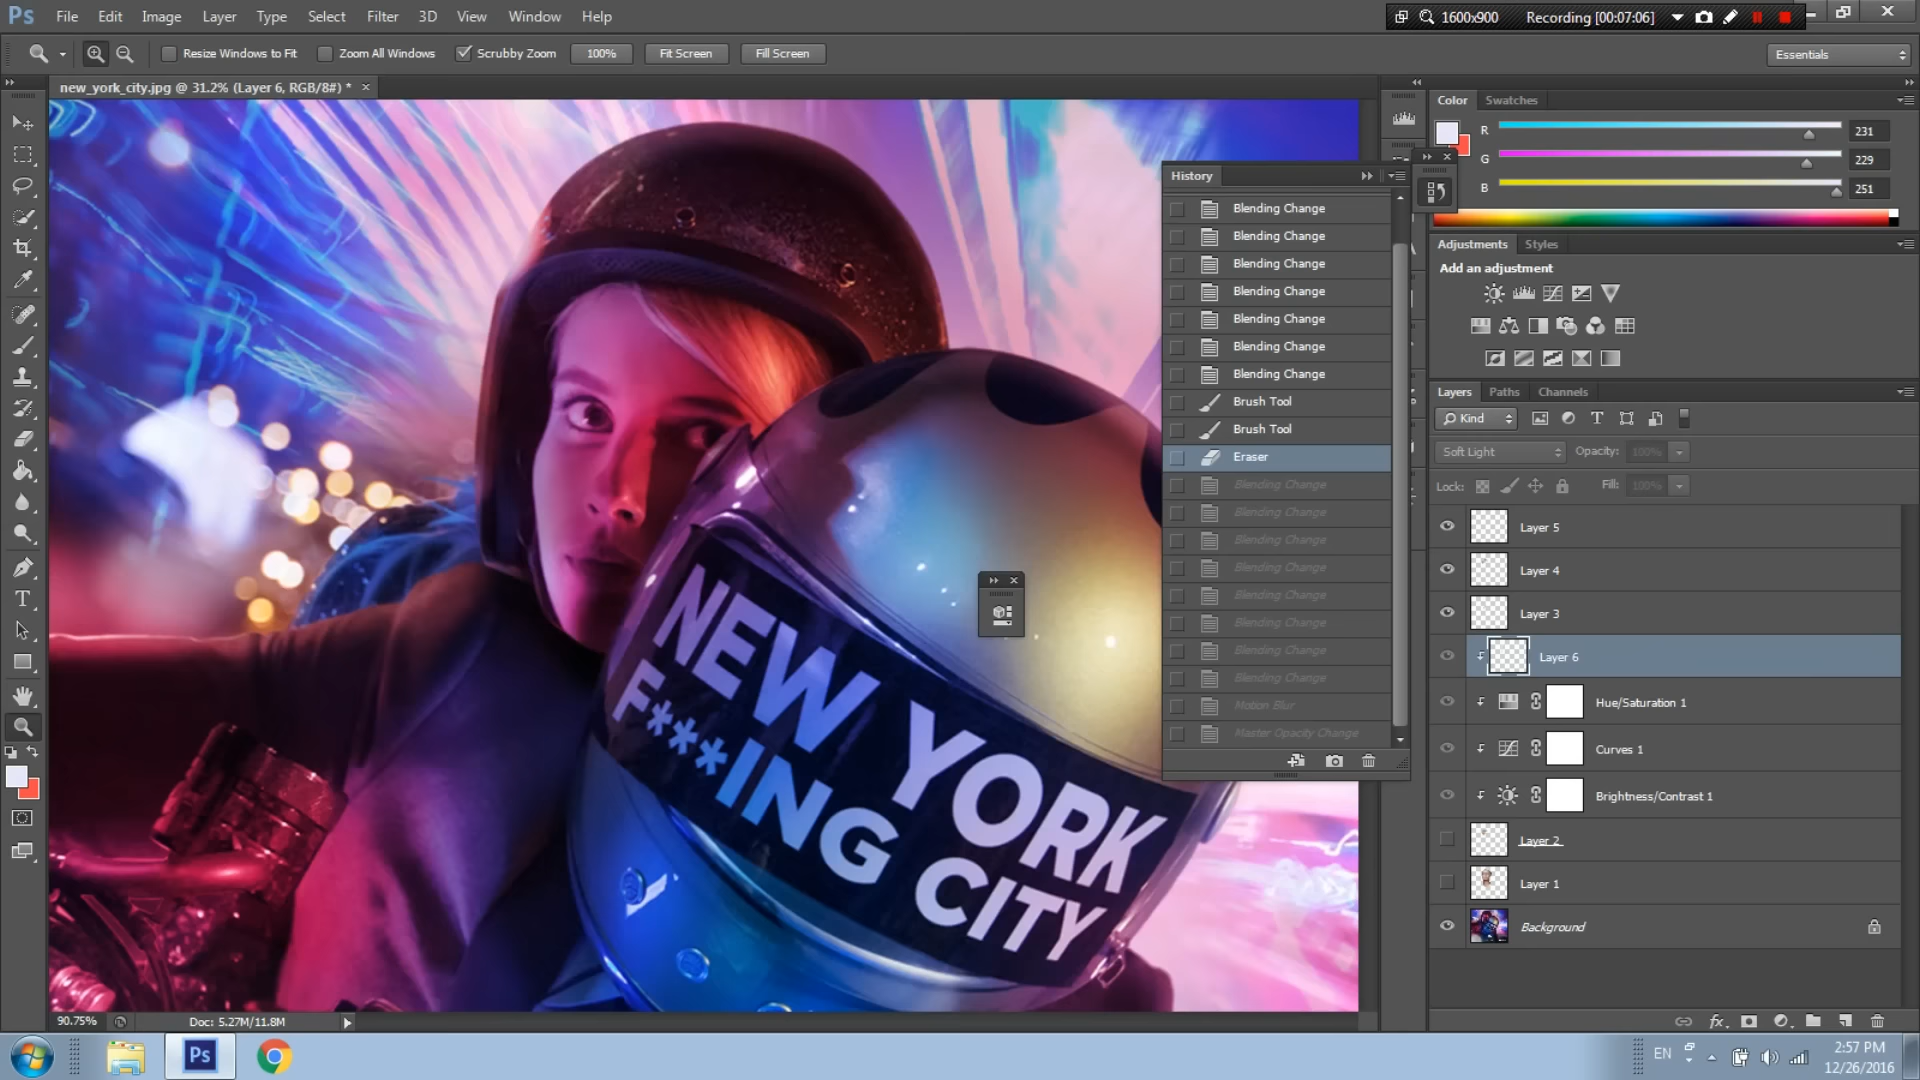 Ps File Edit Image Layer Type Select Filter 3D View Window Help
1600x900 Recording [00:07:06]
Resize Windows to Fit Zoom All Windows Scrubby Zoom 100% Fit Screen Fill Screen Essentials
new_york_city.jpg @ 31.2% (Layer 6, RGB/8#) * ×
Color Swatches
R 231
G 229
B 251
History
Blending Change
Blending Change
Blending Change
Blending Change
Blending Change
Blending Change
Blending Change
Brush Tool
Brush Tool
Eraser
Blending Change
Blending Change
Blending Change
Blending Change
Blending Change
Blending Change
Blending Change
Blending Change
Motion Blur
Master Opacity Change
Adjustments Styles
Add an adjustment
Layers Paths Channels
Kind
Soft Light Opacity: 100%
Lock: Fill: 100%
Layer 5
Layer 4
Layer 3
Layer 6
Hue/Saturation 1
Curves 1
Brightness/Contrast 1
Layer 2
Layer 1
Background
fx
NEW YORK
F***ING CITY
90.75% Doc: 5.27M/11.8M
Ps
EN
2:57 PM
12/26/2016